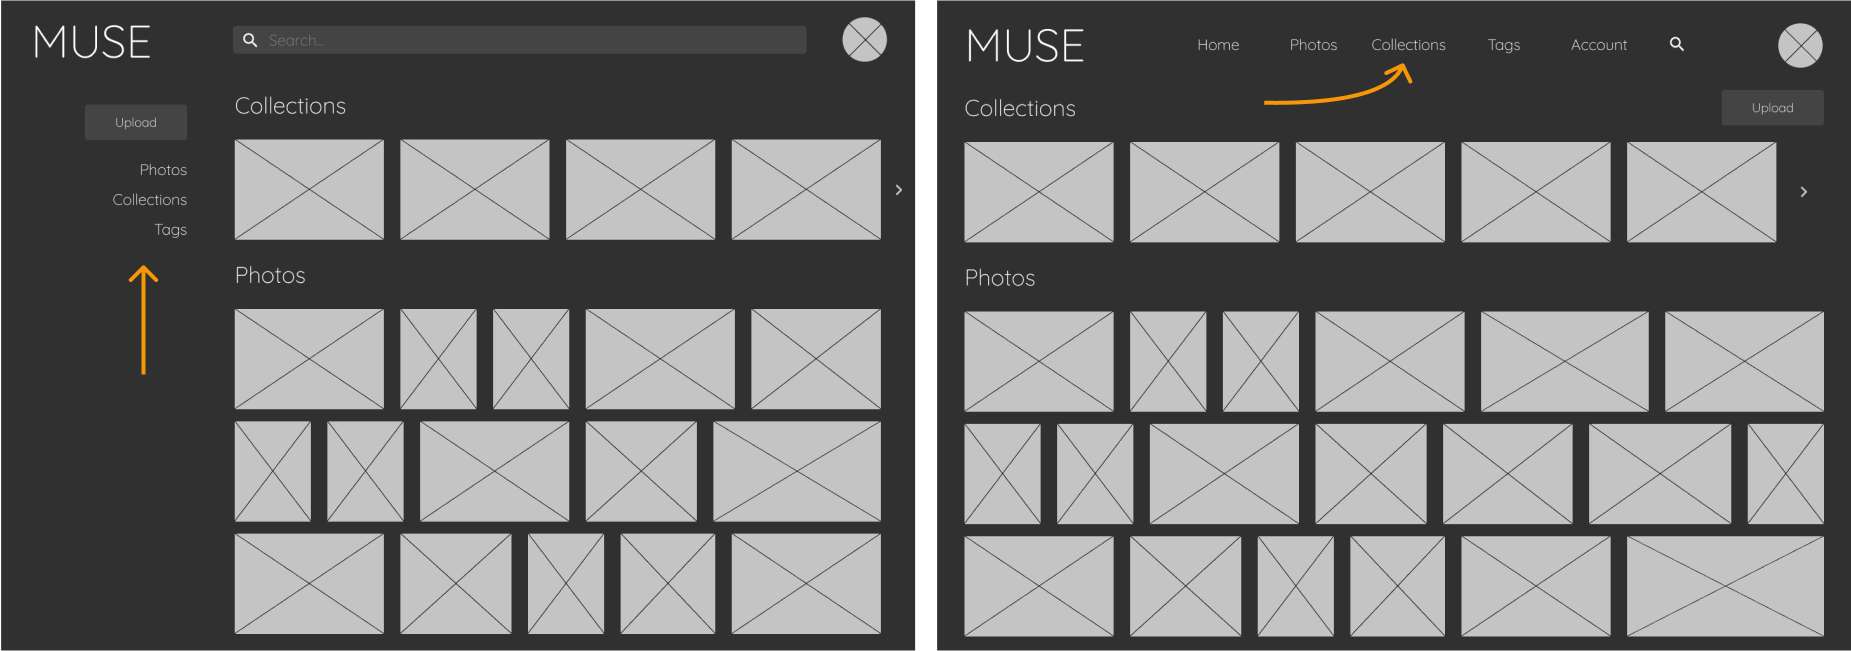 MUSE
Search...
Upload
Photos
Collections
Tags
Collections
Photos
MUSE
Home Photos Collections Tags Account
Collections
Upload
Photos